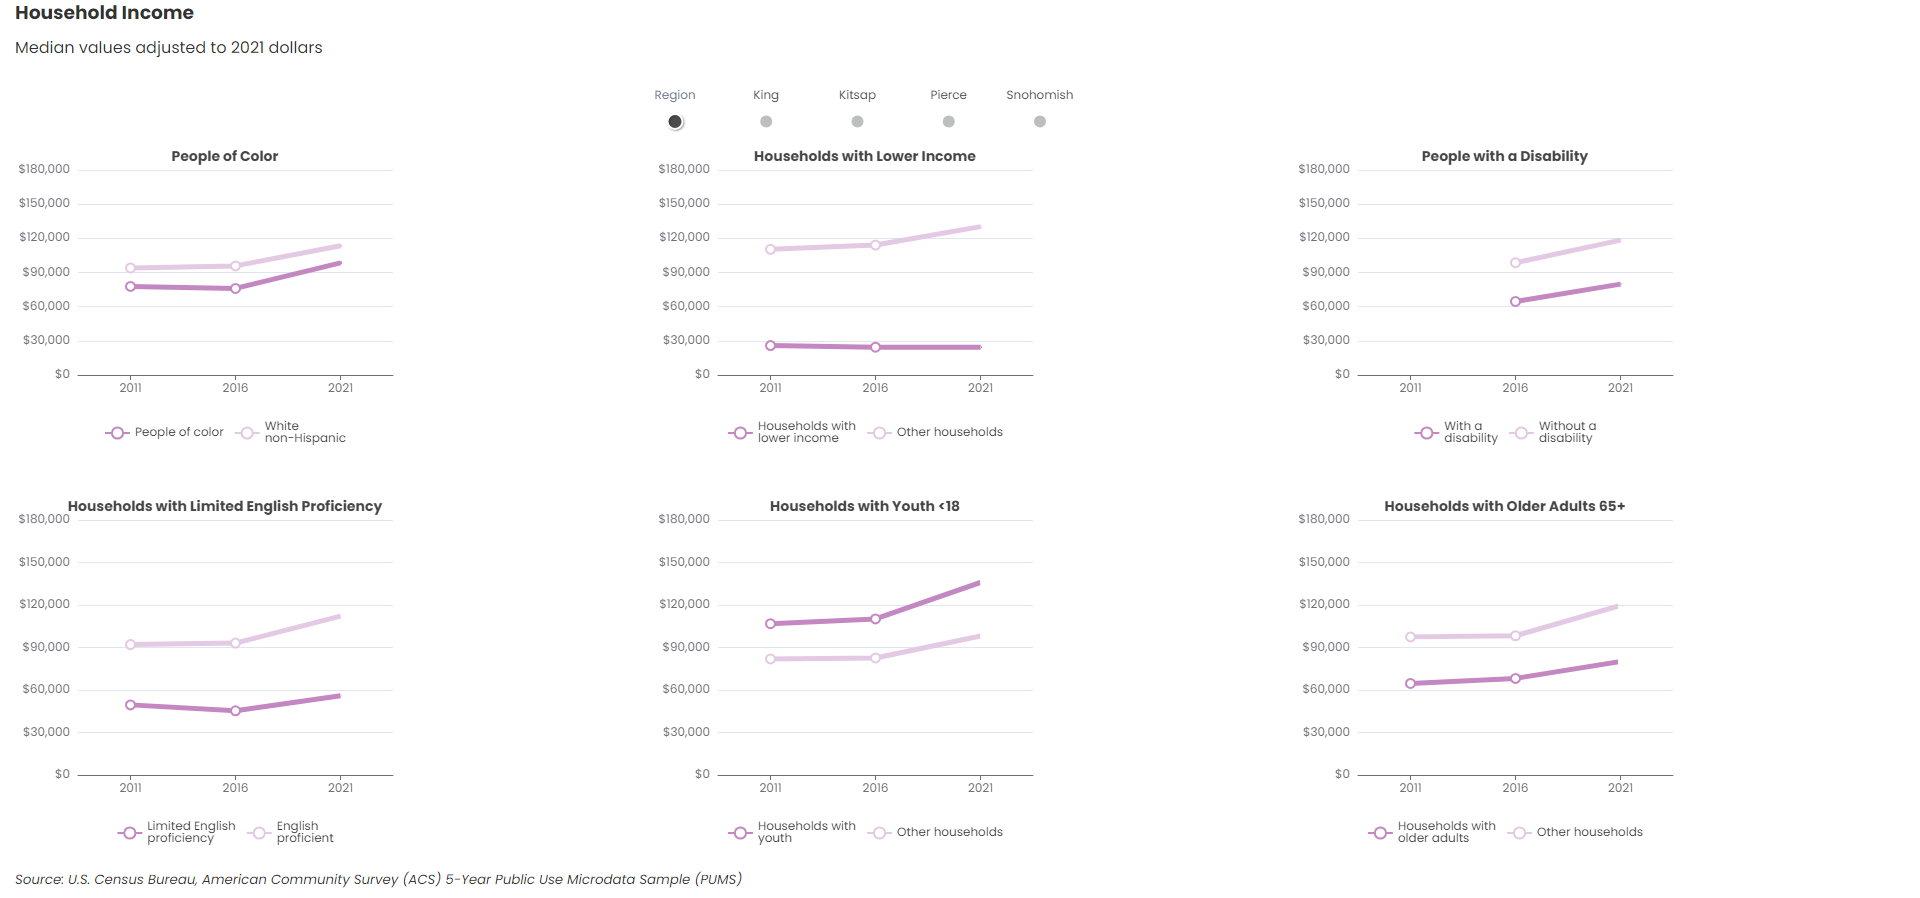 Household Income
Median values adjusted to 2021 dollars
Region King Kitsap Pierce Snohomish
People of Color
$180,000
$150,000
$120,000
$90,000
$60,000
$30,000
$0
2011 2016 2021
People of color
White
non-Hispanic
Households with Lower Income
$180,000
$150,000
$120,000
$90,000
$60,000
$30,000
$0
2011 2016 2021
Households with
lower income
Other households
People with a Disability
$180,000
$150,000
$120,000
$90,000
$60,000
$30,000
$0
2011 2016 2021
With a
disability
Without a
disability
Households with Limited English Proficiency
$180,000
$150,000
$120,000
$90,000
$60,000
$30,000
$0
2011 2016 2021
Limited English
proficiency
English
proficient
Households with Youth <18
$180,000
$150,000
$120,000
$90,000
$60,000
$30,000
$0
2011 2016 2021
Households with
youth
Other households
Households with Older Adults 65+
$180,000
$150,000
$120,000
$90,000
$60,000
$30,000
$0
2011 2016 2021
Households with
older adults
Other households
Source: U.S. Census Bureau, American Community Survey (ACS) 5-Year Public Use Microdata Sample (PUMS)